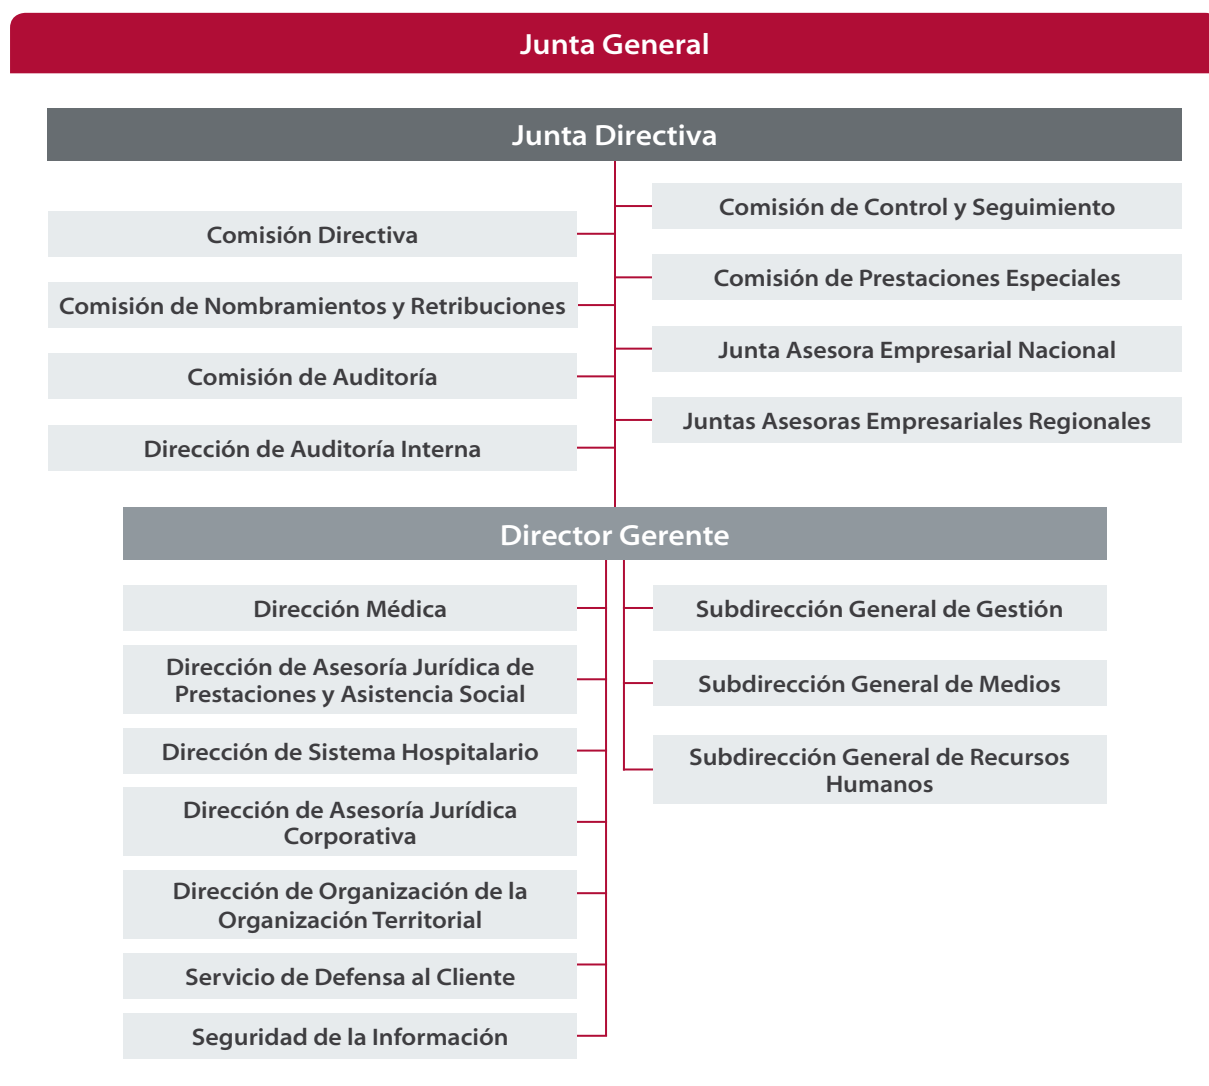 Junta General
Junta Directiva
Comisión Directiva
Comisión de Nombramientos y Retribuciones
Comisión de Auditoría
Dirección de Auditoría Interna
Comisión de Control y Seguimiento
Comisión de Prestaciones Especiales
Junta Asesora Empresarial Nacional
Juntas Asesoras Empresariales Regionales
Director Gerente
Dirección Médica
Dirección de Asesoría Jurídica de
Prestaciones y Asistencia Social
Dirección de Sistema Hospitalario
Dirección de Asesoría Jurídica
Corporativa
Dirección de Organización de la
Organización Territorial
Servicio de Defensa al Cliente
Seguridad de la Información
Subdirección General de Gestión
Subdirección General de Medios
Subdirección General de Recursos
Humanos